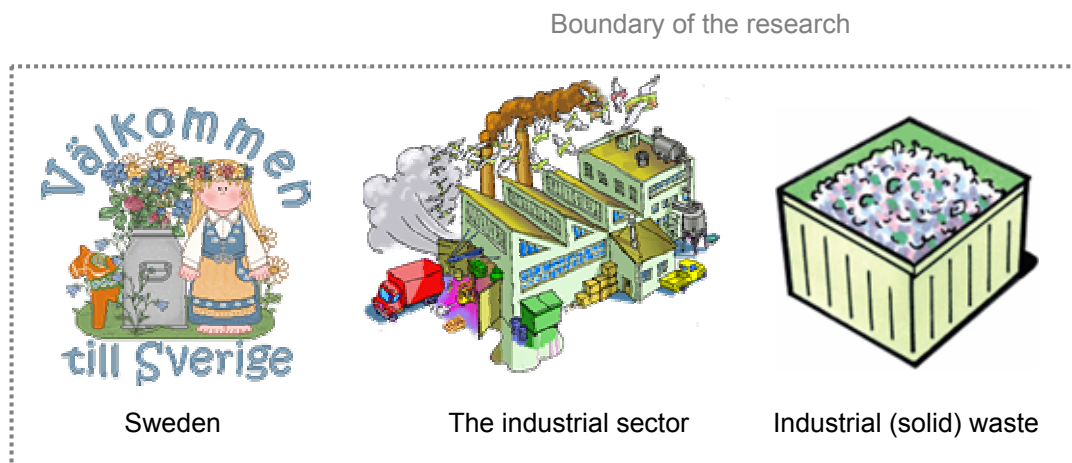 Boundary of the research
Välkommen
till Sverige
Sweden
The industrial sector
Industrial (solid) waste